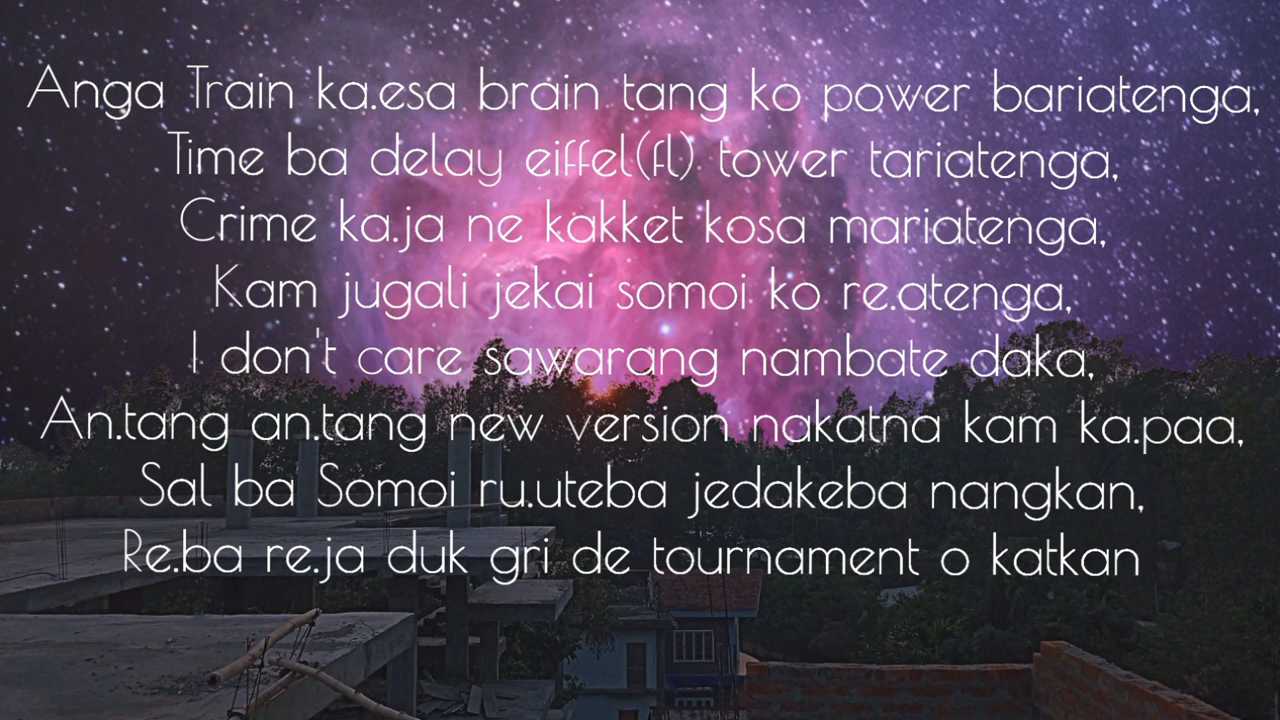 Anga Train ka.esa brain tang ko power bariatenga,
Time ba delay eiffel(fl) tower tariatenga,
Crime ka.ja ne kakket kosa mariatenga,
Kam jugali jekai somoi ko re.atenga,
I don't care sawarang nambate daka,
An.tang an.tang new version nakatna kam ka.paa,
Sal ba Somoi ru.uteba jedakeba nangkan,
Re.ba re.ja duk gri de tournament o katkan